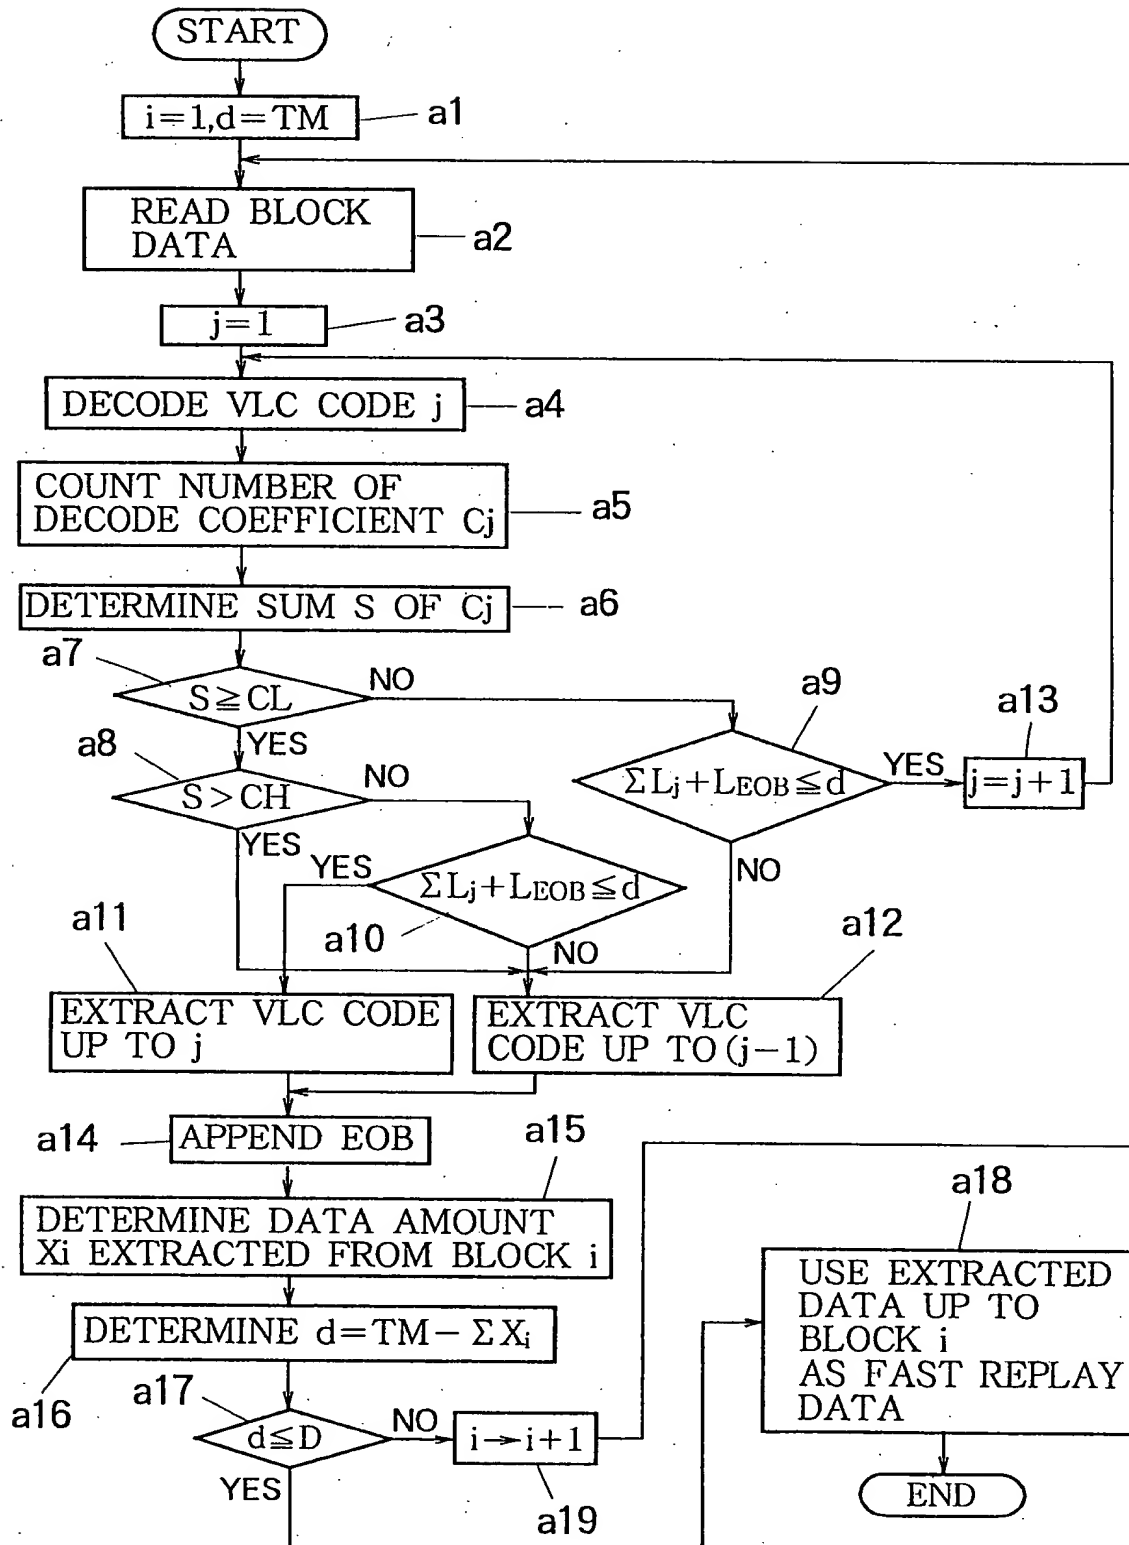 START
i=1,d=TM
a1
READ BLOCK
DATA
a2
j=1
a3
DECODE VLC CODE j
a4
COUNT NUMBER OF
DECODE COEFFICIENT Cj
a5
DETERMINE SUM S OF Cj
a6
a7
S≧CL
NO
YES
a9
ΣLj+LEOB≦d
YES
NO
a13
j=j+1
a8
S>CH
NO
YES
YES
ΣLj+LEOB≦d
a10
NO
a11
EXTRACT VLC CODE
UP TO j
a12
EXTRACT VLC
CODE UP TO(j−1)
a14
APPEND EOB
a15
DETERMINE DATA AMOUNT
Xi EXTRACTED FROM BLOCK i
DETERMINE d=TM−ΣXi
a16
a17
d≦D
NO
YES
i→i+1
a19
a18
USE EXTRACTED
DATA UP TO
BLOCK i
AS FAST REPLAY
DATA
END